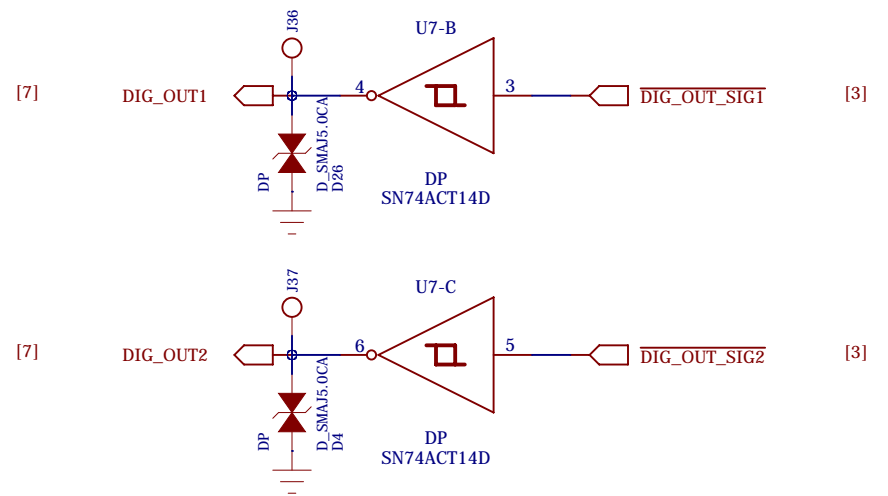 J36
U7-B
[7]
DIG_OUT1
4
3
DIG_OUT_SIG1
[3]
DP
D_SMAJ5.0CA
D26
DP
SN74ACT14D
J37
U7-C
[7]
DIG_OUT2
6
5
DIG_OUT_SIG2
[3]
DP
D_SMAJ5.0CA
D4
DP
SN74ACT14D